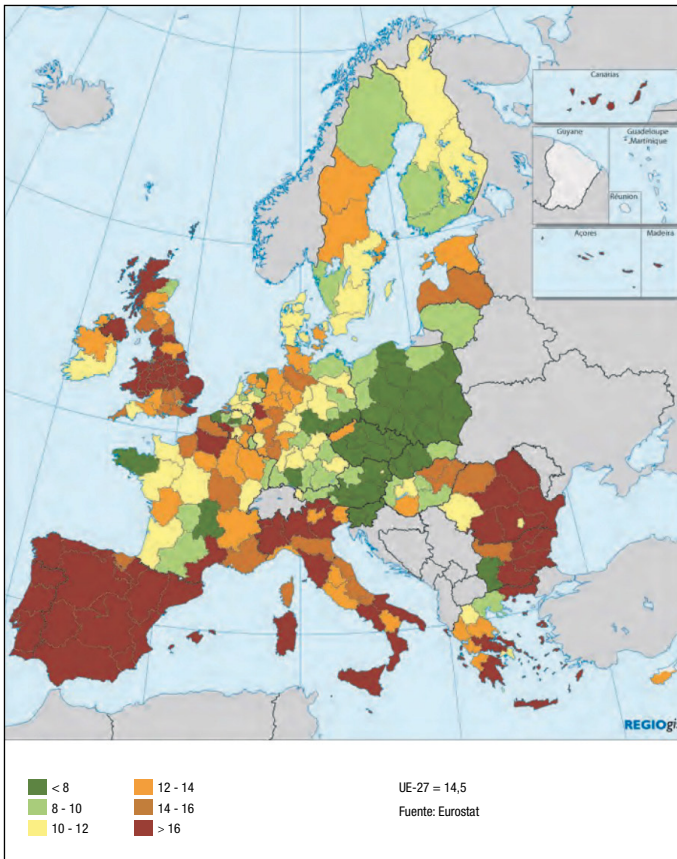 Canarias
Guyane
Guadeloupe
Martinique
Réunion
Açores
Madeira
REGIOgis
< 8
8 - 10
10 - 12
12 - 14
14 - 16
> 16
UE-27 = 14,5
Fuente: Eurostat